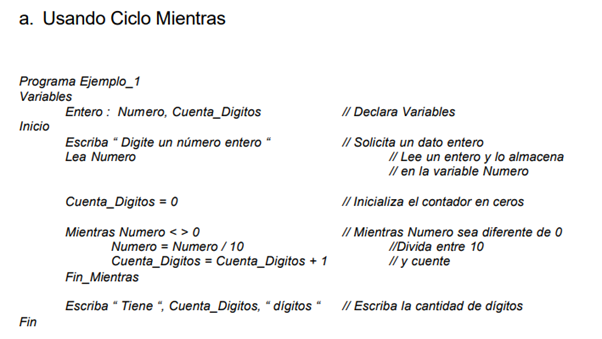 a. Usando Ciclo Mientras
Programa Ejemplo_1
Variables
Entero : Numero, Cuenta_Digitos // Declara Variables
Inicio
Escriba “ Digite un número entero “ // Solicita un dato entero
Lea Numero // Lee un entero y lo almacena
// en la variable Numero
Cuenta_Digitos = 0 // Inicializa el contador en ceros
Mientras Numero < > 0 // Mientras Numero sea diferente de 0
Numero = Numero / 10 //Divida entre 10
Cuenta_Digitos = Cuenta_Digitos + 1 // y cuente
Fin_Mientras
Escriba “ Tiene “, Cuenta_Digitos, “ dígitos “ // Escriba la cantidad de dígitos
Fin